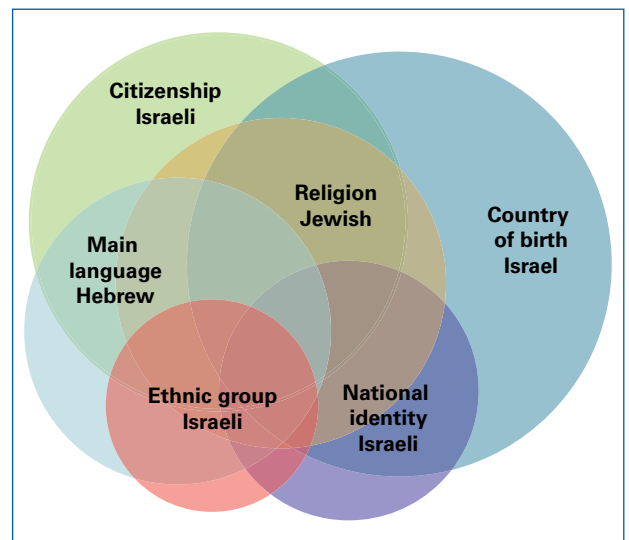 Citizenship
Israeli
Religion
Jewish
Country
of birth
Israel
Main
language
Hebrew
Ethnic group
Israeli
National
identity
Israeli